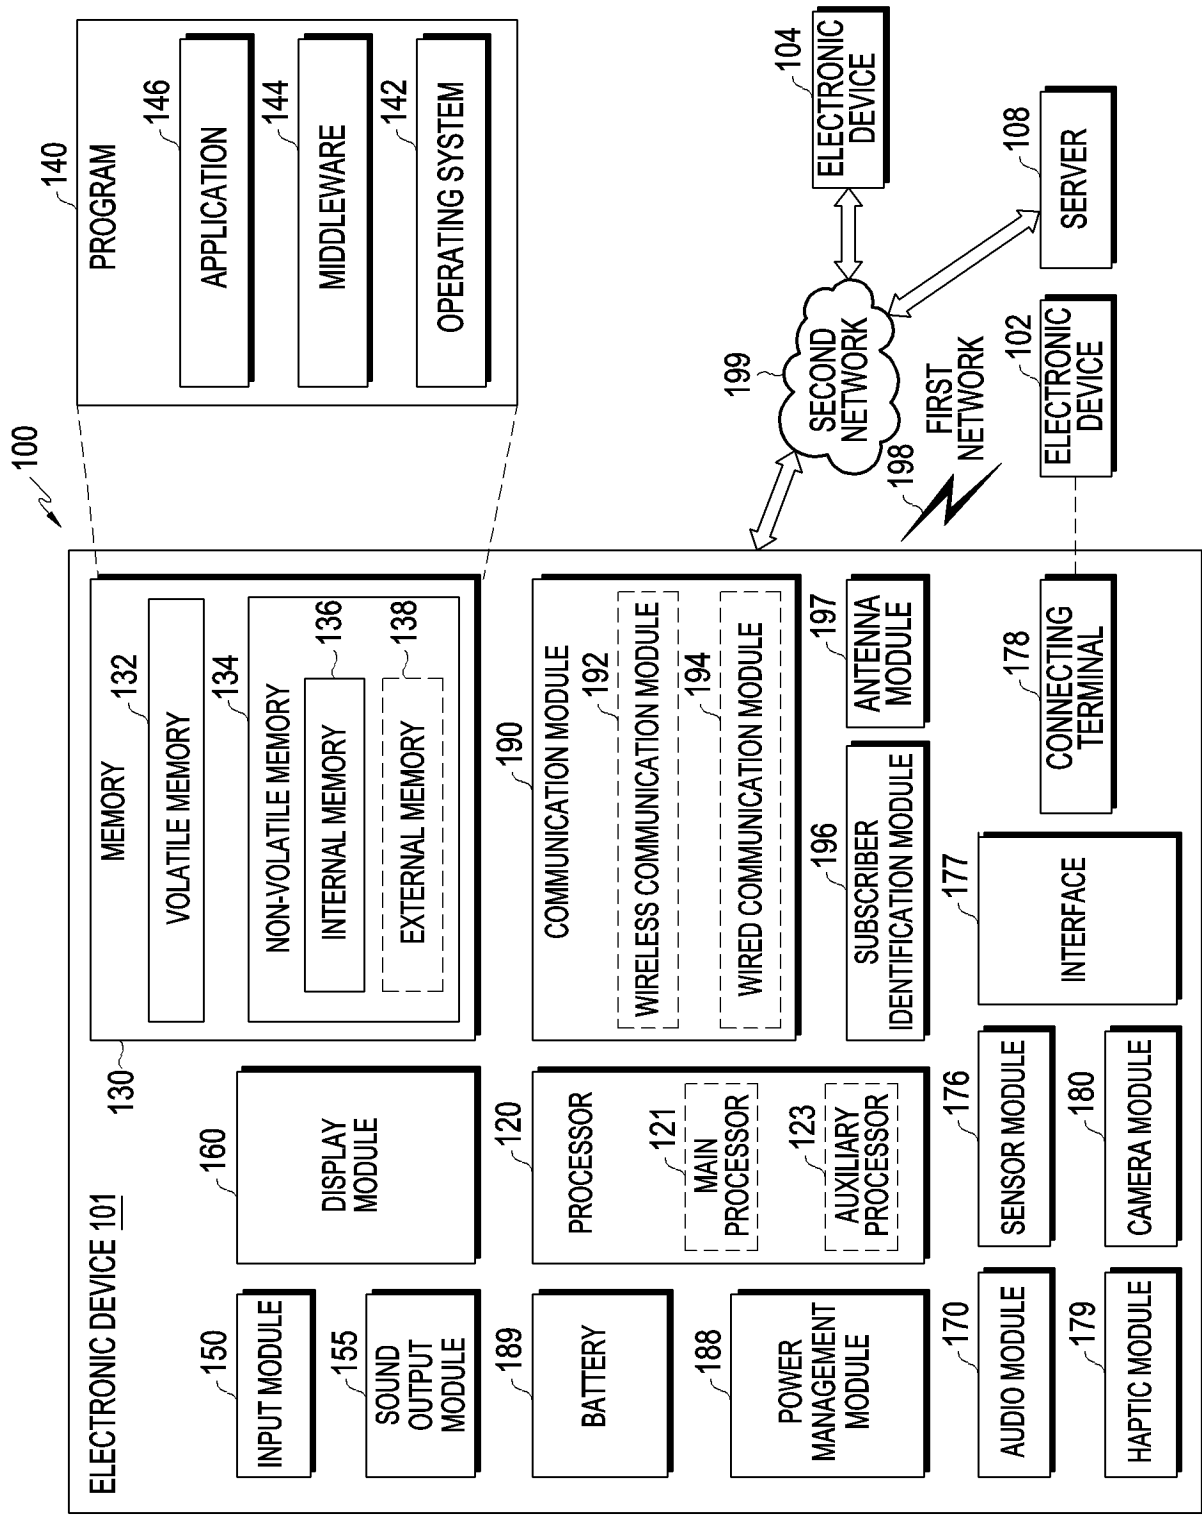 100
ELECTRONIC DEVICE 101
150
INPUT MODULE
155
SOUND
OUTPUT
MODULE
189
BATTERY
188
POWER
MANAGEMENT
MODULE
170
AUDIO MODULE
179
HAPTIC MODULE
160
DISPLAY
MODULE
120
PROCESSOR
121
MAIN
PROCESSOR
123
AUXILIARY
PROCESSOR
176
SENSOR MODULE
180
CAMERA MODULE
130
MEMORY
132
VOLATILE MEMORY
134
NON-VOLATILE MEMORY
136
INTERNAL MEMORY
138
EXTERNAL MEMORY
190
COMMUNICATION MODULE
192
WIRELESS COMMUNICATION MODULE
194
WIRED COMMUNICATION MODULE
196
SUBSCRIBER
IDENTIFICATION MODULE
197
ANTENNA
MODULE
177
INTERFACE
178
CONNECTING
TERMINAL
140
PROGRAM
146
APPLICATION
144
MIDDLEWARE
142
OPERATING SYSTEM
199
SECOND
NETWORK
198
FIRST
NETWORK
104
ELECTRONIC
DEVICE
108
SERVER
102
ELECTRONIC
DEVICE